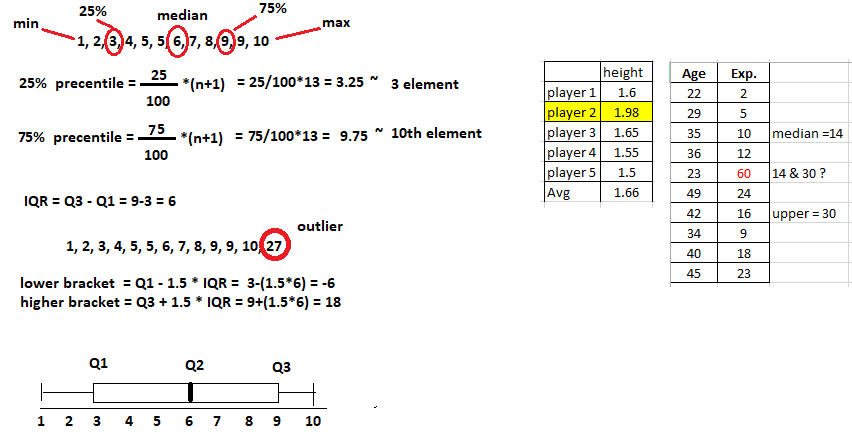 25% median 75%
min max
1, 2, 3, 4, 5, 5, 6, 7, 8, 9, 9, 10
25% precentile = 25/100 *(n+1) = 25/100*13 = 3.25 ~ 3 element
75% precentile = 75/100 *(n+1) = 75/100*13 = 9.75 ~ 10th element
IQR = Q3 - Q1 = 9-3 = 6
outlier
1, 2, 3, 4, 5, 5, 6, 7, 8, 9, 9, 10, 27
lower bracket = Q1 - 1.5 * IQR = 3-(1.5*6) = -6
higher bracket = Q3 + 1.5 * IQR = 9+(1.5*6) = 18
Q1 Q2 Q3
1 2 3 4 5 6 7 8 9 10
height
player 1 1.6
player 2 1.98
player 3 1.65
player 4 1.55
player 5 1.5
Avg 1.66
Age Exp.
22 2
29 5
35 10 median =14
36 12
23 60 14 & 30 ?
49 24
42 16 upper = 30
34 9
40 18
45 23